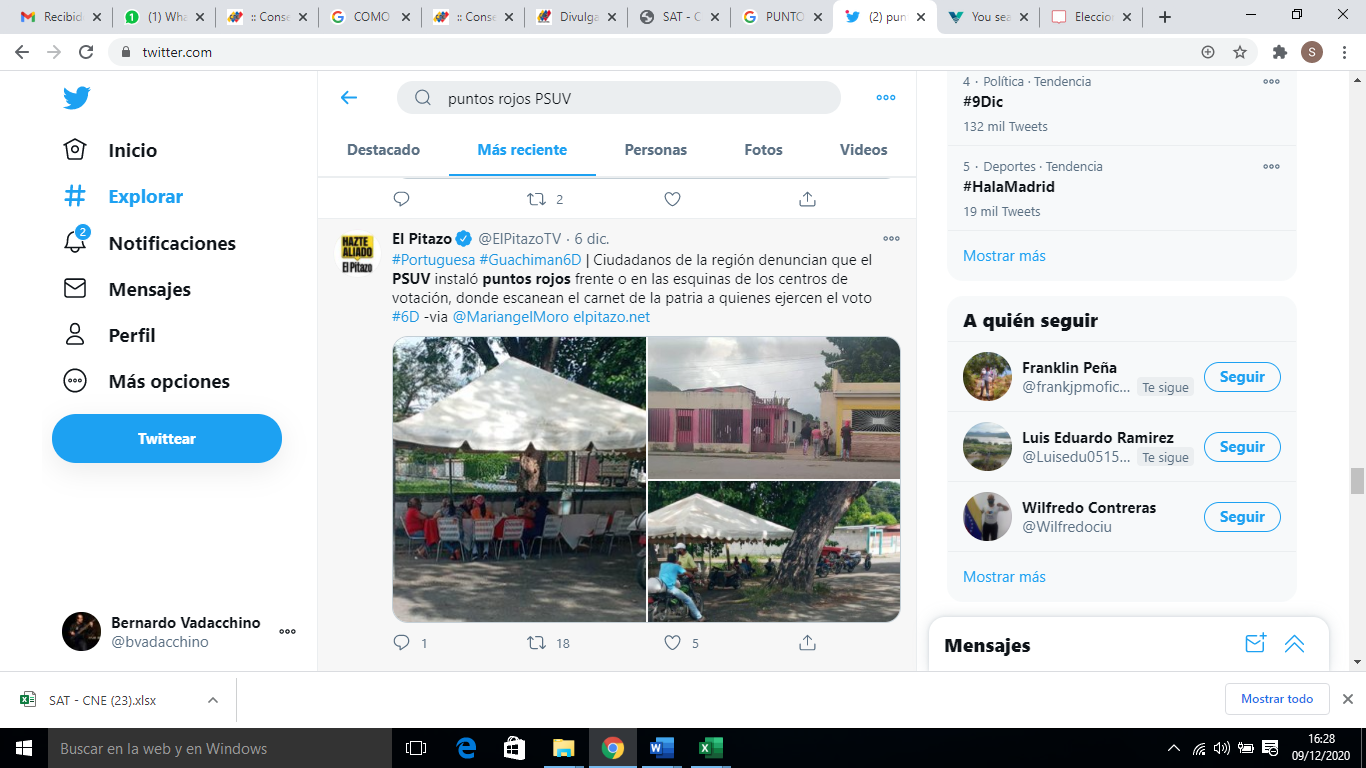 Recibid
(1) Wha
:: Conse
COMO
:: Conse
Divulga
SAT - C
PUNTO
(2) pun
You sea
Eleccion
twitter.com
S
Inicio
Explorar
2
Notificaciones
Mensajes
Perfil
Más opciones
Twittear
Bernardo Vadacchino
@bvadacchino
puntos rojos PSUV
Destacado
Más reciente
Personas
Fotos
Videos
2
HAZTE
ALIADO
El Pitazo
El Pitazo @ElPitazoTV · 6 dic.
#Portuguesa #Guachiman6D | Ciudadanos de la región denuncian que el
PSUV instaló puntos rojos frente o en las esquinas de los centros de
votación, donde escanean el carnet de la patria a quienes ejercen el voto
#6D -via @MariangelMoro elpitazo.net
1
18
5
4 · Política · Tendencia
#9Dic
132 mil Tweets
5 · Deportes · Tendencia
#HalaMadrid
19 mil Tweets
Mostrar más
A quién seguir
Franklin Peña
@frankjpmofic... Te sigue
Seguir
Luis Eduardo Ramirez
@Luisedu0515... Te sigue
Seguir
Wilfredo Contreras
@Wilfredociu
Seguir
Mostrar más
Mensajes
SAT - CNE (23).xlsx
Mostrar todo
Buscar en la web y en Windows
16:28
09/12/2020